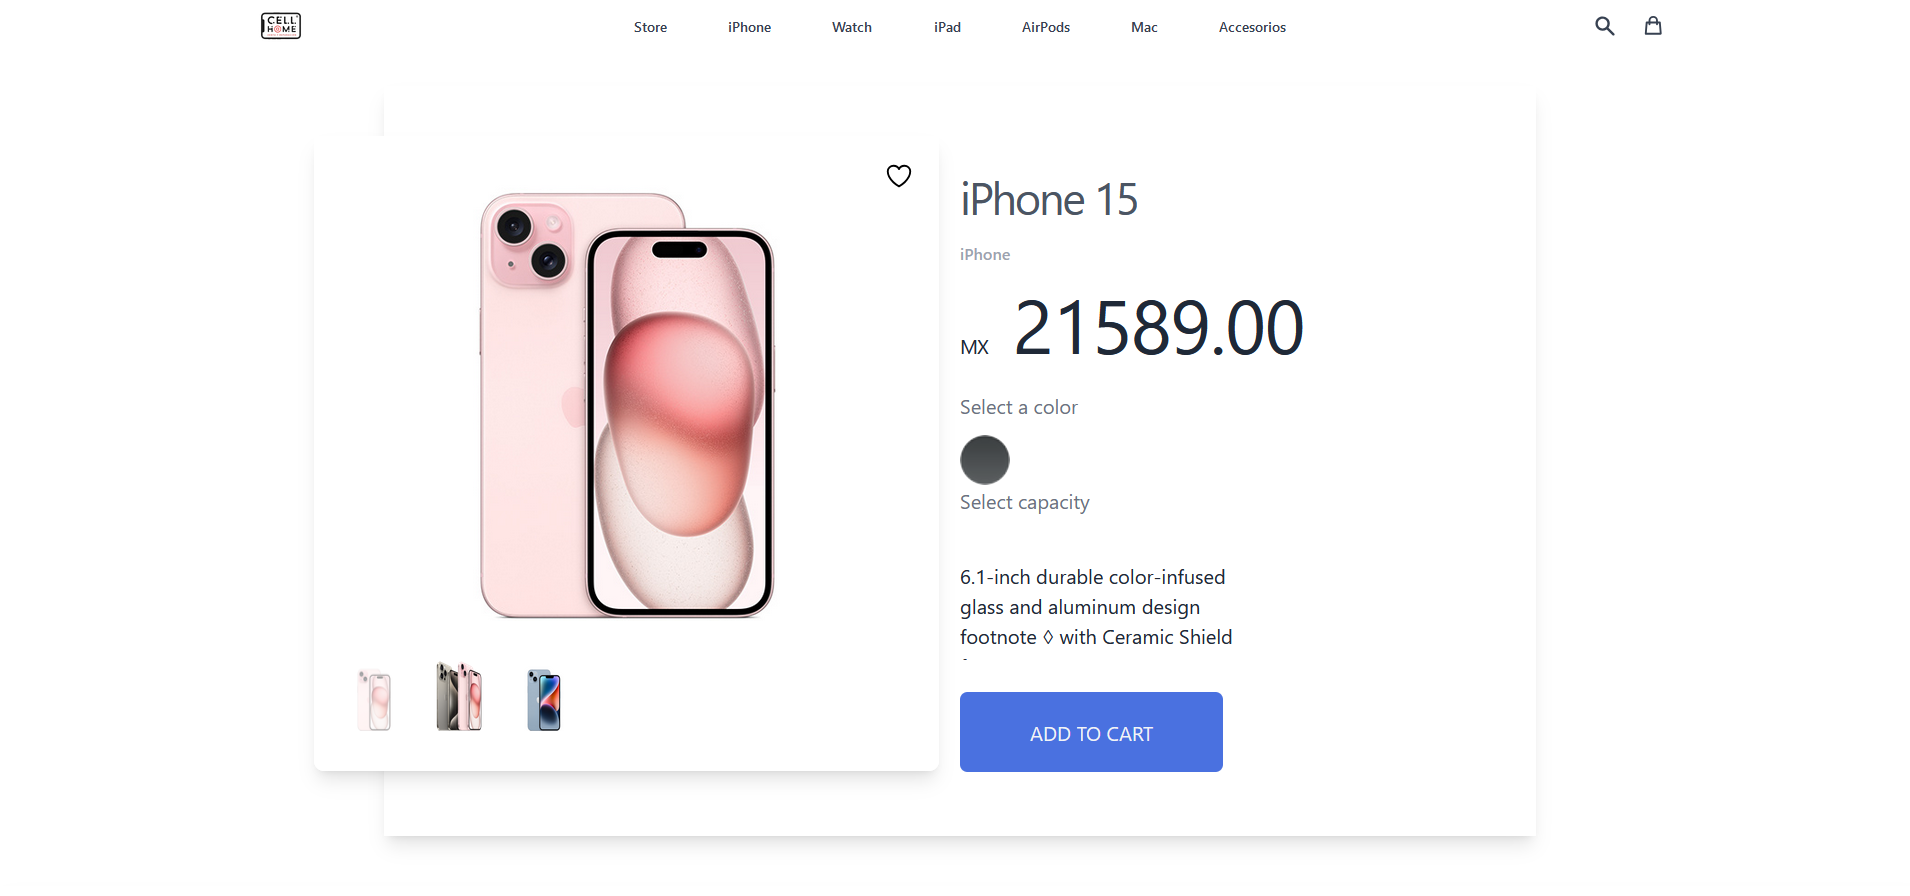 CELL
HOME
Store
iPhone
Watch
iPad
AirPods
Mac
Accesorios
iPhone 15
iPhone
MX 21589.00
Select a color
Select capacity
6.1-inch durable color-infused
glass and aluminum design
footnote ◊ with Ceramic Shield
ADD TO CART